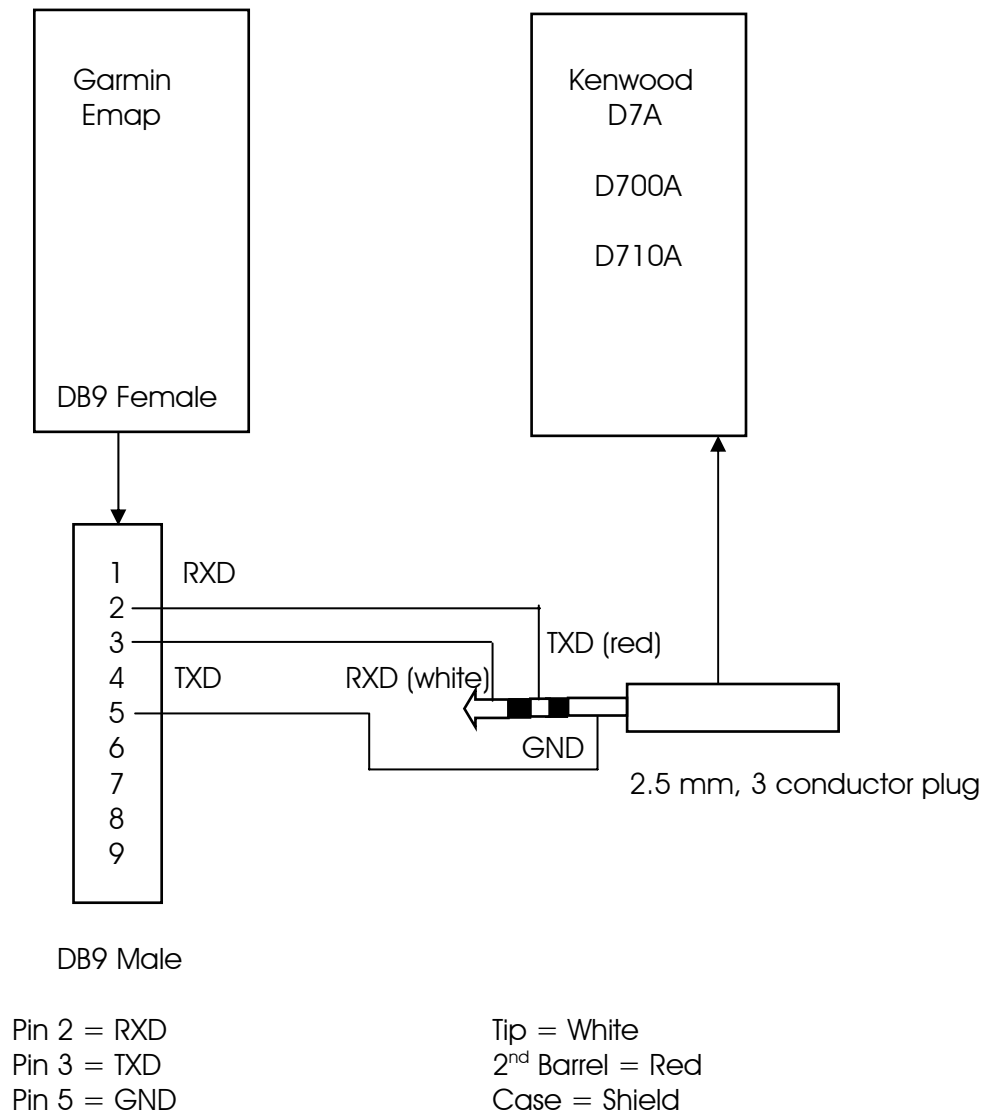 Garmin
Emap
DB9 Female
Kenwood
D7A
D700A
D710A
1
RXD
2
3
TXD (red)
4
TXD
RXD (white)
5
GND
6
7
2.5 mm, 3 conductor plug
8
9
DB9 Male
Pin 2 = RXD
Pin 3 = TXD
Pin 5 = GND
Tip = White
2nd Barrel = Red
Case = Shield